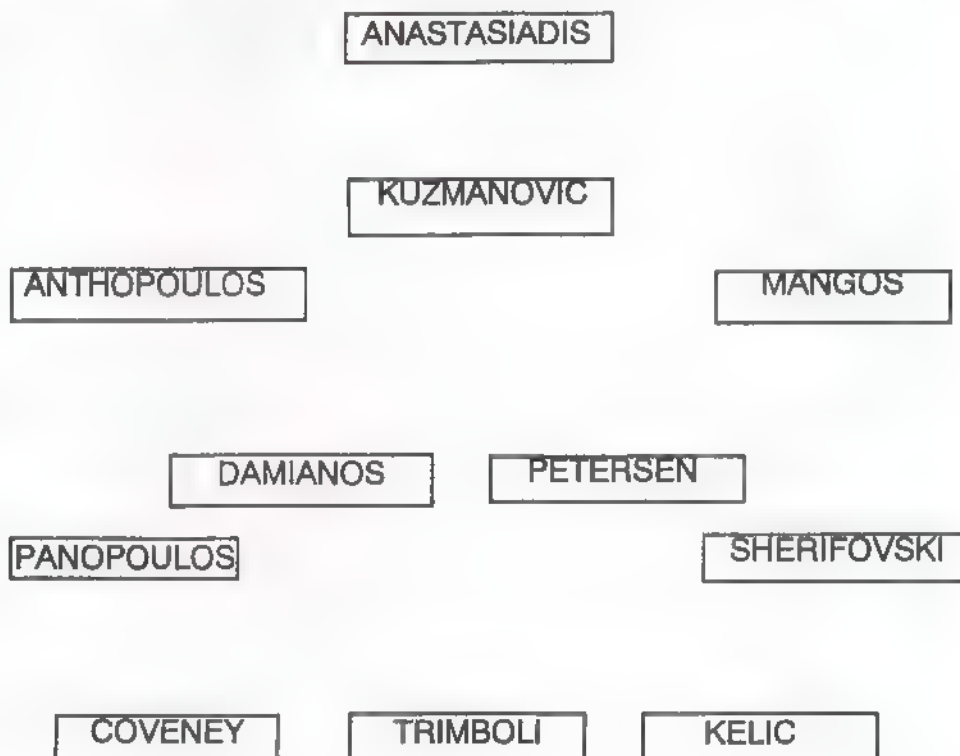 ANASTASIADIS
KUZMANOVIC
ANTHOPOULOS MANGOS
DAMIANOS PETERSEN
PANOPOULOS SHERIFOVSKI
COVENEY TRIMBOLI KELIC